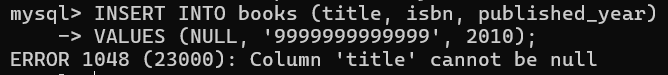 mysql> INSERT INTO books (title, isbn, published_year)
    -> VALUES (NULL, '9999999999999', 2010);
ERROR 1048 (23000): Column 'title' cannot be null